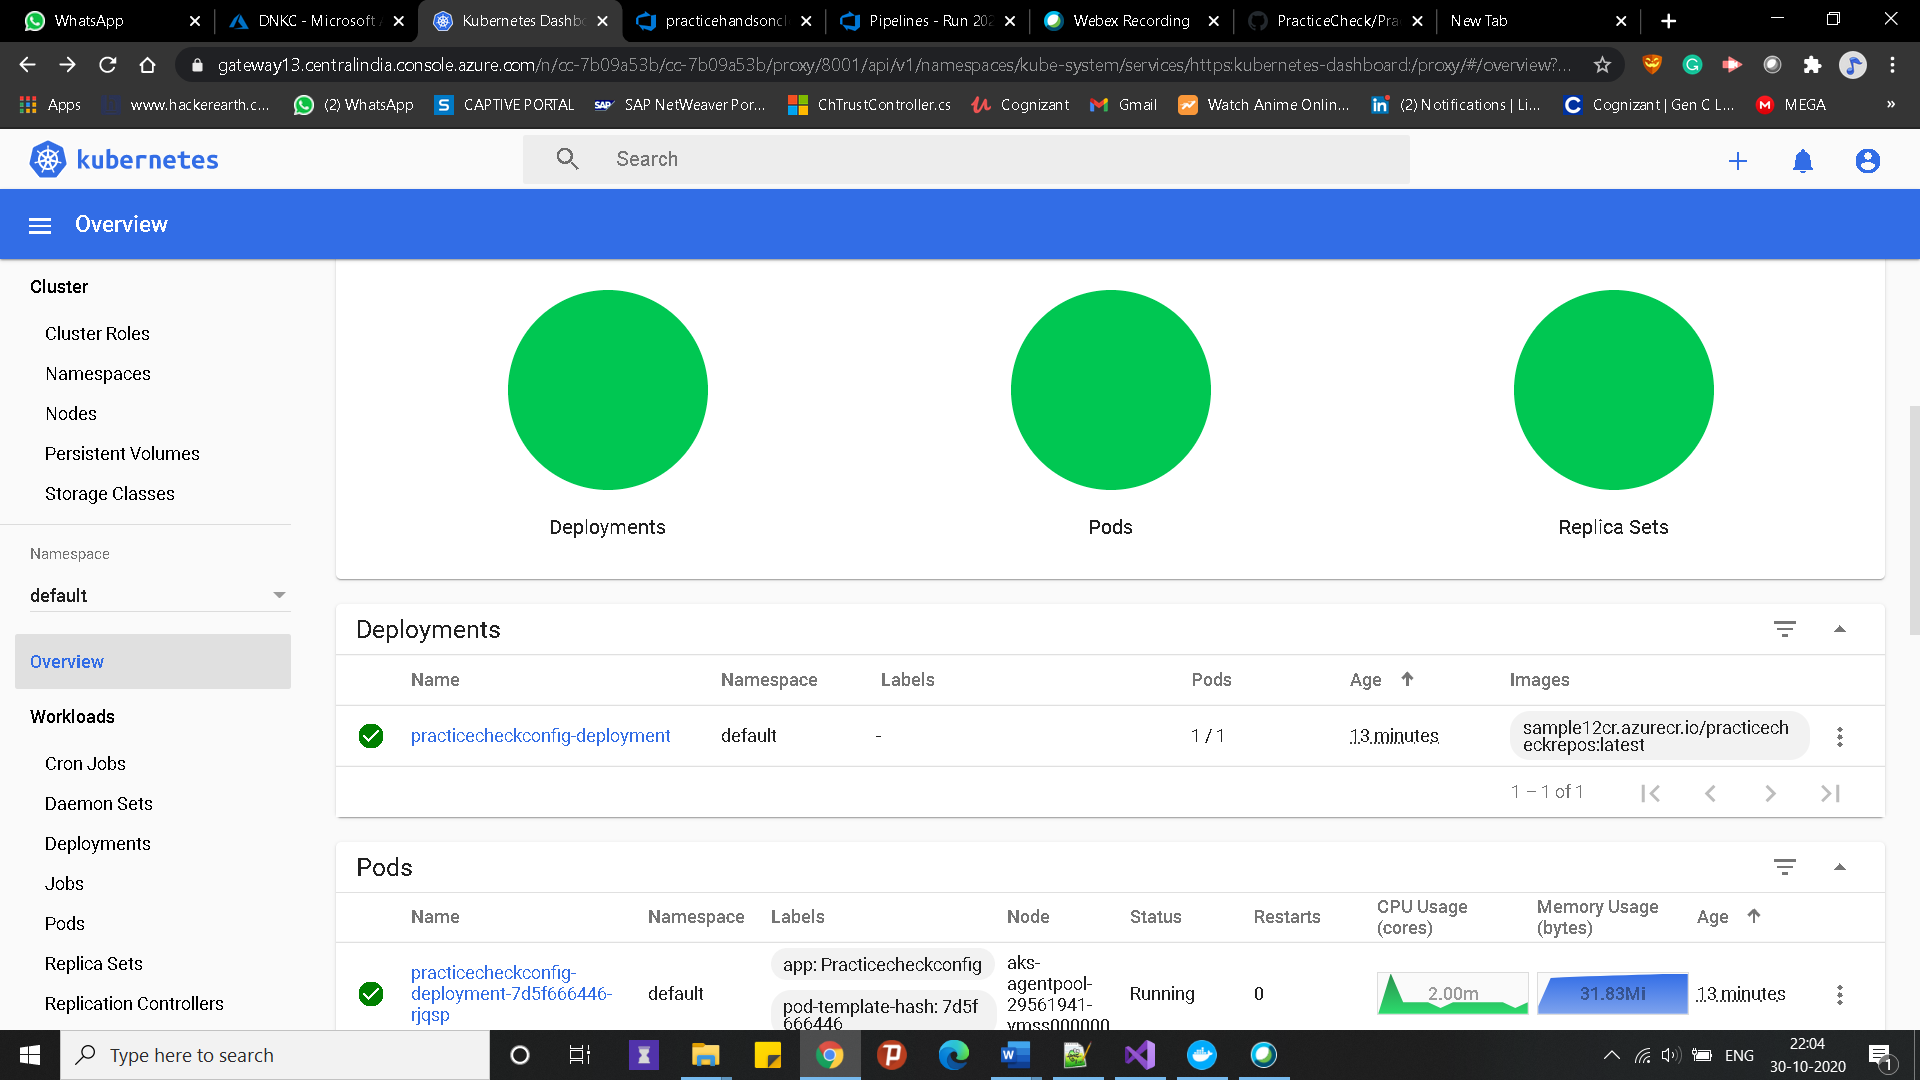 WhatsApp
DNKC - Microsoft A
Kubernetes Dashbo
practicehandsoncl
Pipelines - Run 202
Webex Recording
PracticeCheck/Pra
New Tab
gateway13.centralindia.console.azure.com/n/cc-7b09a53b/cc-7b09a53b/proxy/8001/api/v1/namespaces/kube-system/services/https:kubernetes-dashboard:/proxy/#/overview?...
Apps
www.hackerearth.c...
(2) WhatsApp
CAPTIVE PORTAL
SAP NetWeaver Por...
ChTrustController.cs
Cognizant
Gmail
Watch Anime Onlin...
(2) Notifications | Li...
Cognizant | Gen C L...
MEGA
»
kubernetes
Search
Overview
Cluster
Cluster Roles
Namespaces
Nodes
Persistent Volumes
Storage Classes
Namespace
default
Overview
Workloads
Cron Jobs
Daemon Sets
Deployments
Jobs
Pods
Replica Sets
Replication Controllers
Deployments
Pods
Replica Sets
Deployments
Name
Namespace
Labels
Pods
Age
Images
practicecheckconfig-deployment
default
-
1 / 1
13 minutes
sample12cr.azurecr.io/practicech
eckrepos:latest
1 – 1 of 1
Pods
Name
Namespace
Labels
Node
Status
Restarts
CPU Usage
(cores)
Memory Usage
(bytes)
Age
practicecheckconfig-
deployment-7d5f666446-
rjqsp
default
app: Practicecheckconfig
pod-template-hash: 7d5f
666446
aks-
agentpool-
29561941-
vmss000000
Running
0
2.00m
31.83Mi
13 minutes
Type here to search
ENG
22:04
30-10-2020
1